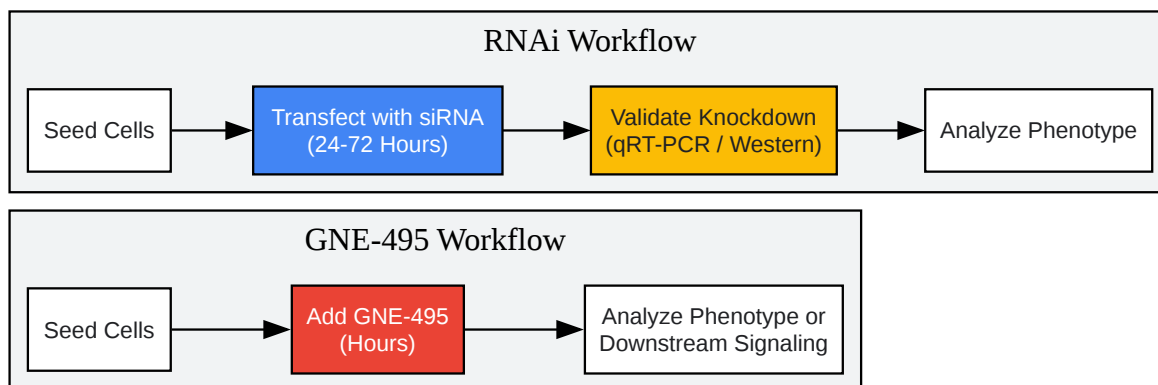 RNAi Workflow
Seed Cells
Transfect with siRNA
(24-72 Hours)
Validate Knockdown
(qRT-PCR / Western)
Analyze Phenotype
GNE-495 Workflow
Seed Cells
Add GNE-495
(Hours)
Analyze Phenotype or
Downstream Signaling